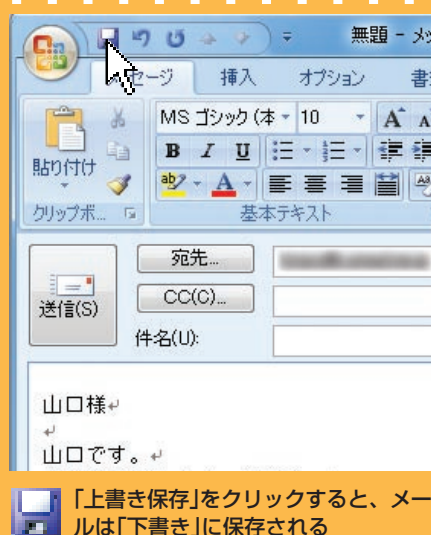 無題 - メッ
メッセージ 挿入 オプション 書
MS ゴシック (本 10 A A
貼り付け B I U
ab A
クリップボ... 基本テキスト
宛先...
送信(S) CC(C)...
件名(U):
山口様↵
↵
山口です。↵
「上書き保存」をクリックすると、メー
ルは「下書き」に保存される